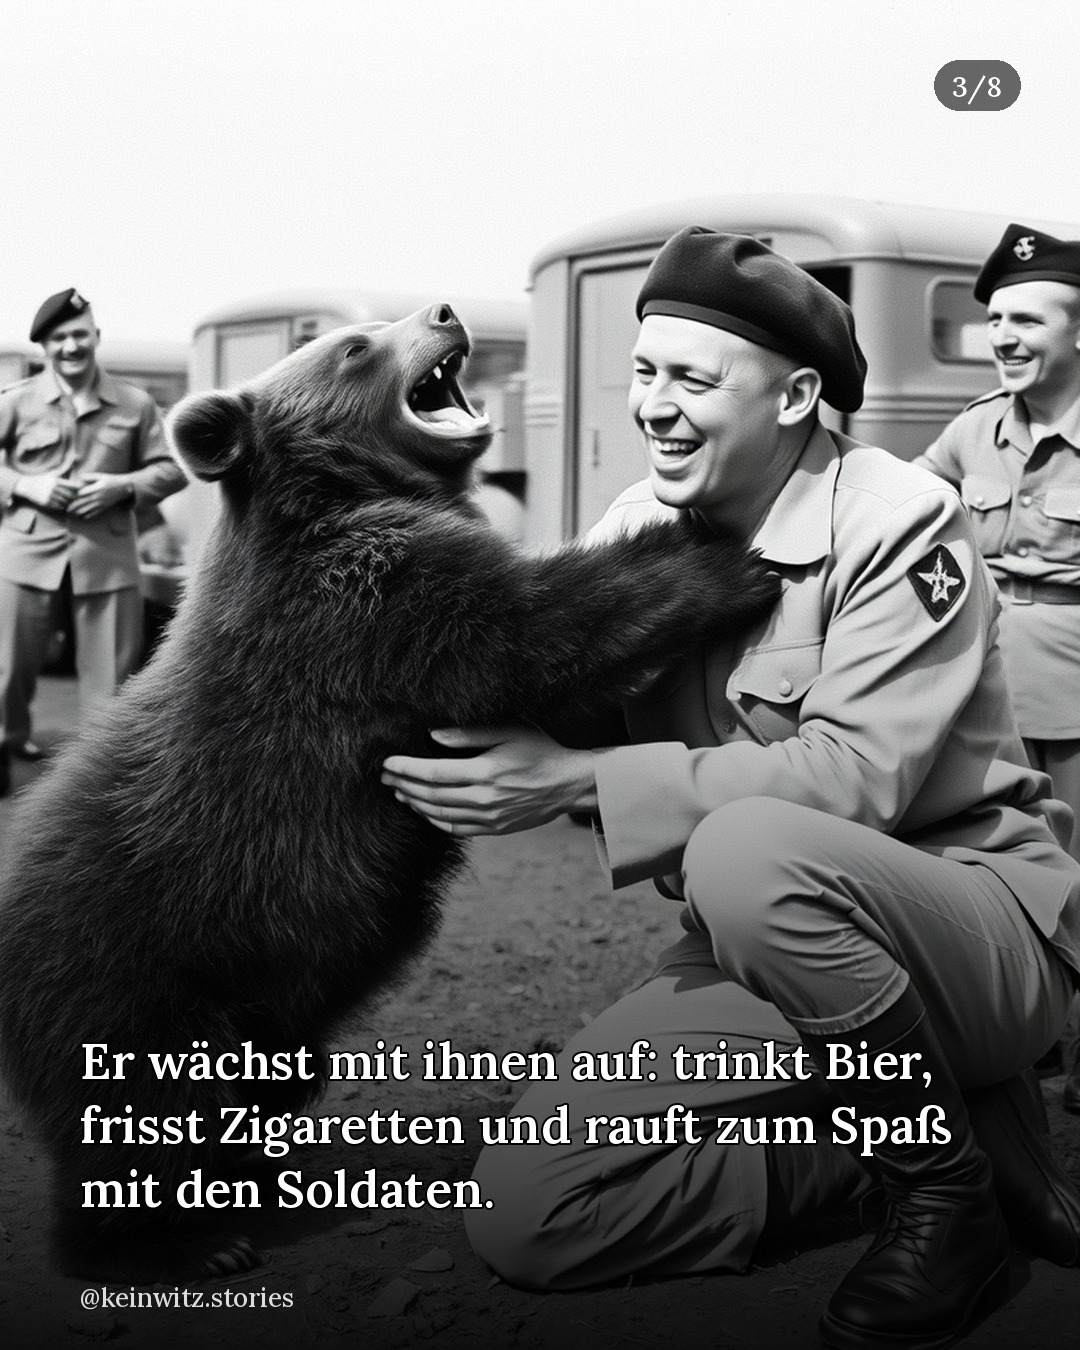 3/8
Er wächst mit ihnen auf: trinkt Bier,
frisst Zigaretten und rauft zum Spaß
mit den Soldaten.
@keinwitz.stories